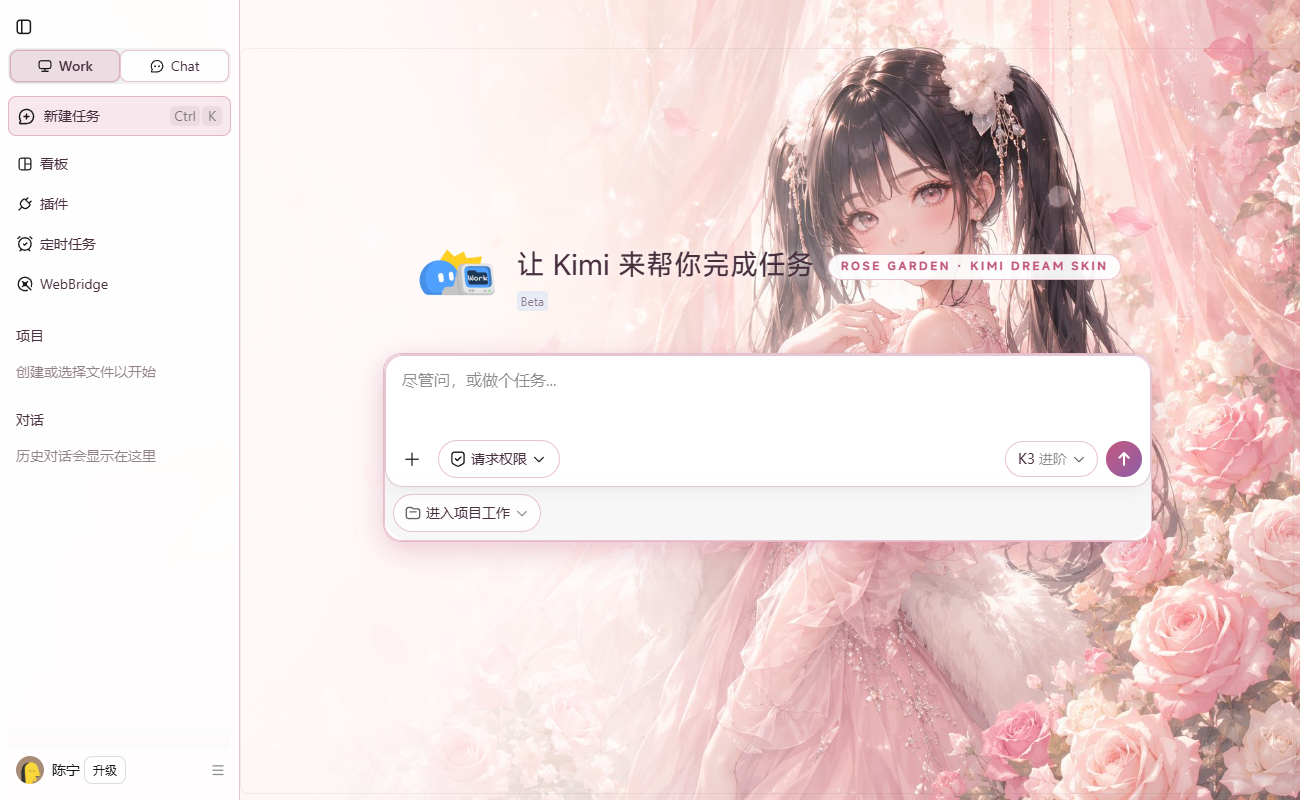 Work
Chat
新建任务 Ctrl K
看板
插件
定时任务
WebBridge
项目
创建或选择文件以开始
对话
历史对话会显示在这里
陈宁 升级
Work
让 Kimi 来帮你完成任务
ROSE GARDEN · KIMI DREAM SKIN
Beta
尽管问，或做个任务...
请求权限
K3 进阶
进入项目工作